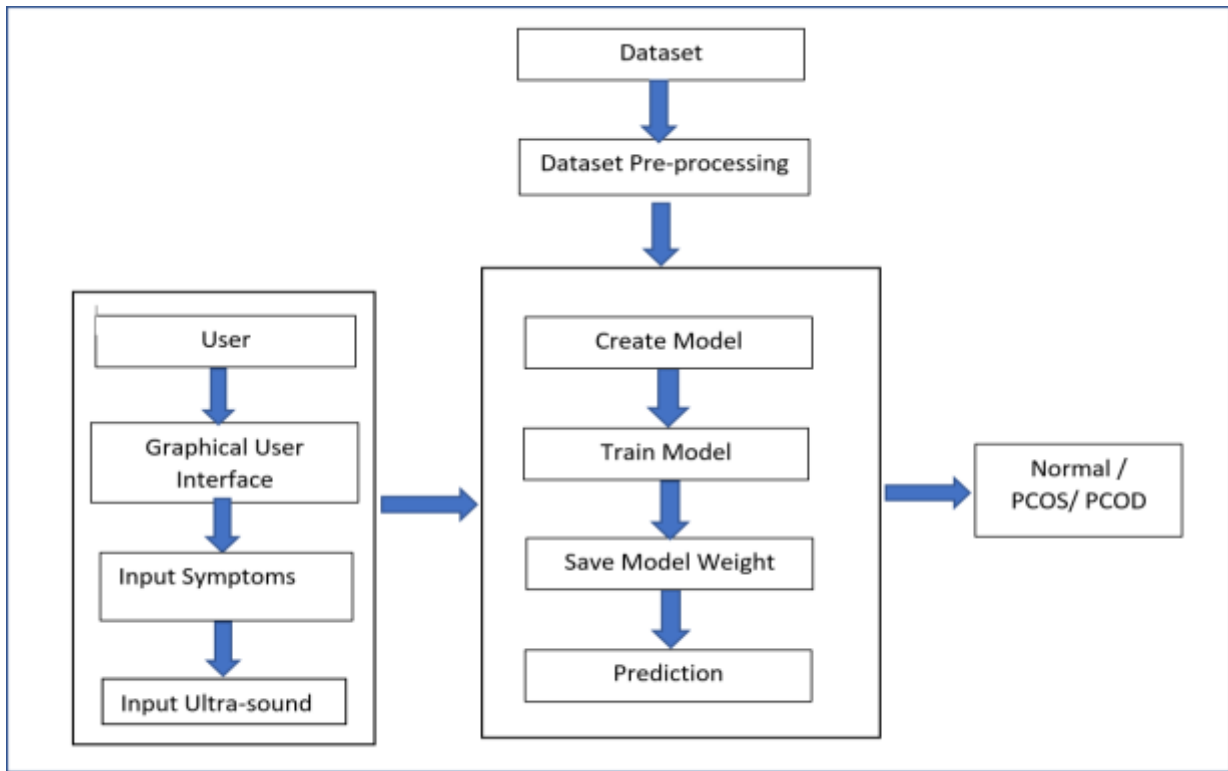 Dataset
Dataset Pre-processing
User
Graphical User
Interface
Input Symptoms
Input Ultra-sound
Create Model
Train Model
Save Model Weight
Prediction
Normal /
PCOS/ PCOD